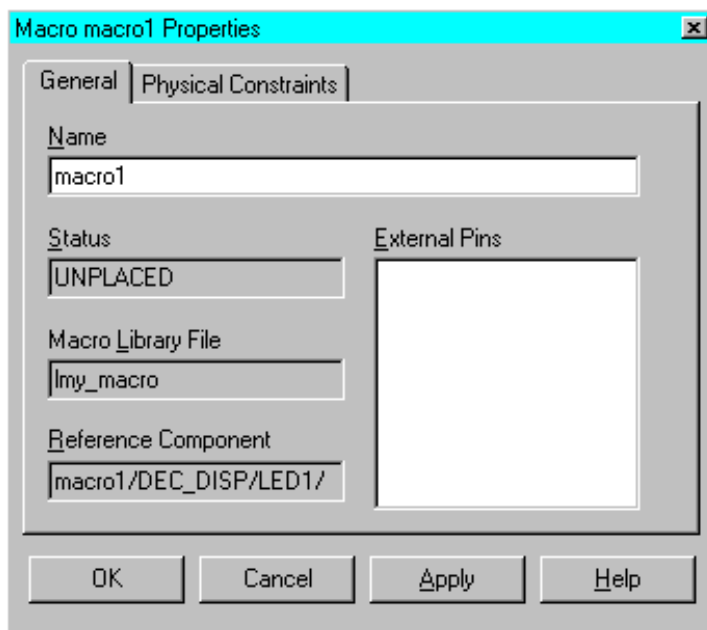 Macro macro1 Properties
General
Physical Constraints
Name
macro1
Status
External Pins
UNPLACED
Macro Library File
lmy_macro
Reference Component
macro1/DEC_DISP/LED1/
OK
Cancel
Apply
Help